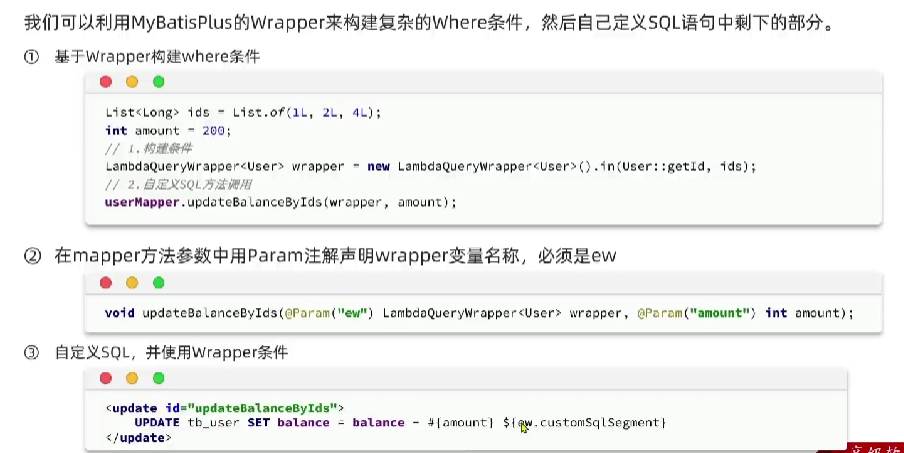 我们可以利用MyBatisPlus的Wrapper来构建复杂的Where条件，然后自己定义SQL语句中剩下的部分。
① 基于Wrapper构建where条件
List<Long> ids = List.of(1L, 2L, 4L);
int amount = 200;
// 1.构建条件
LambdaQueryWrapper<User> wrapper = new LambdaQueryWrapper<User>().in(User::getId, ids);
// 2.自定义SQL方法调用
userMapper.updateBalanceByIds(wrapper, amount);
② 在mapper方法参数中用Param注解声明wrapper变量名称，必须是ew
void updateBalanceByIds(@Param("ew") LambdaQueryWrapper<User> wrapper, @Param("amount") int amount);
③ 自定义SQL，并使用Wrapper条件
<update id="updateBalanceByIds">
UPDATE tb_user SET balance = balance - #{amount} ${ew.customSqlSegment}
</update>